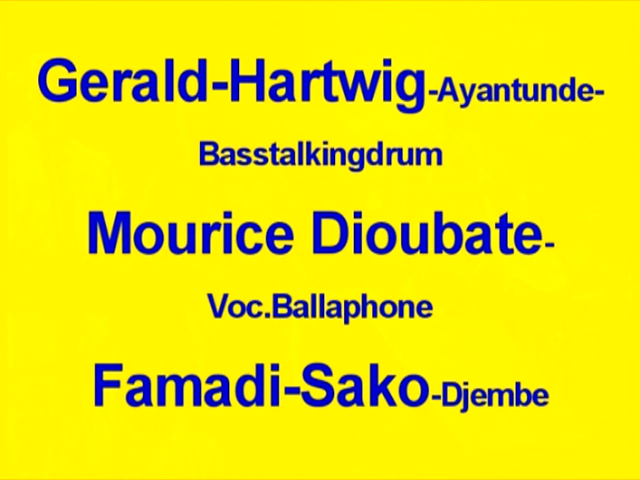 Gerald-Hartwig-Ayantunde-
Basstalkingdrum
Mourice Dioubate-
Voc.Ballaphone
Famadi-Sako-Djembe